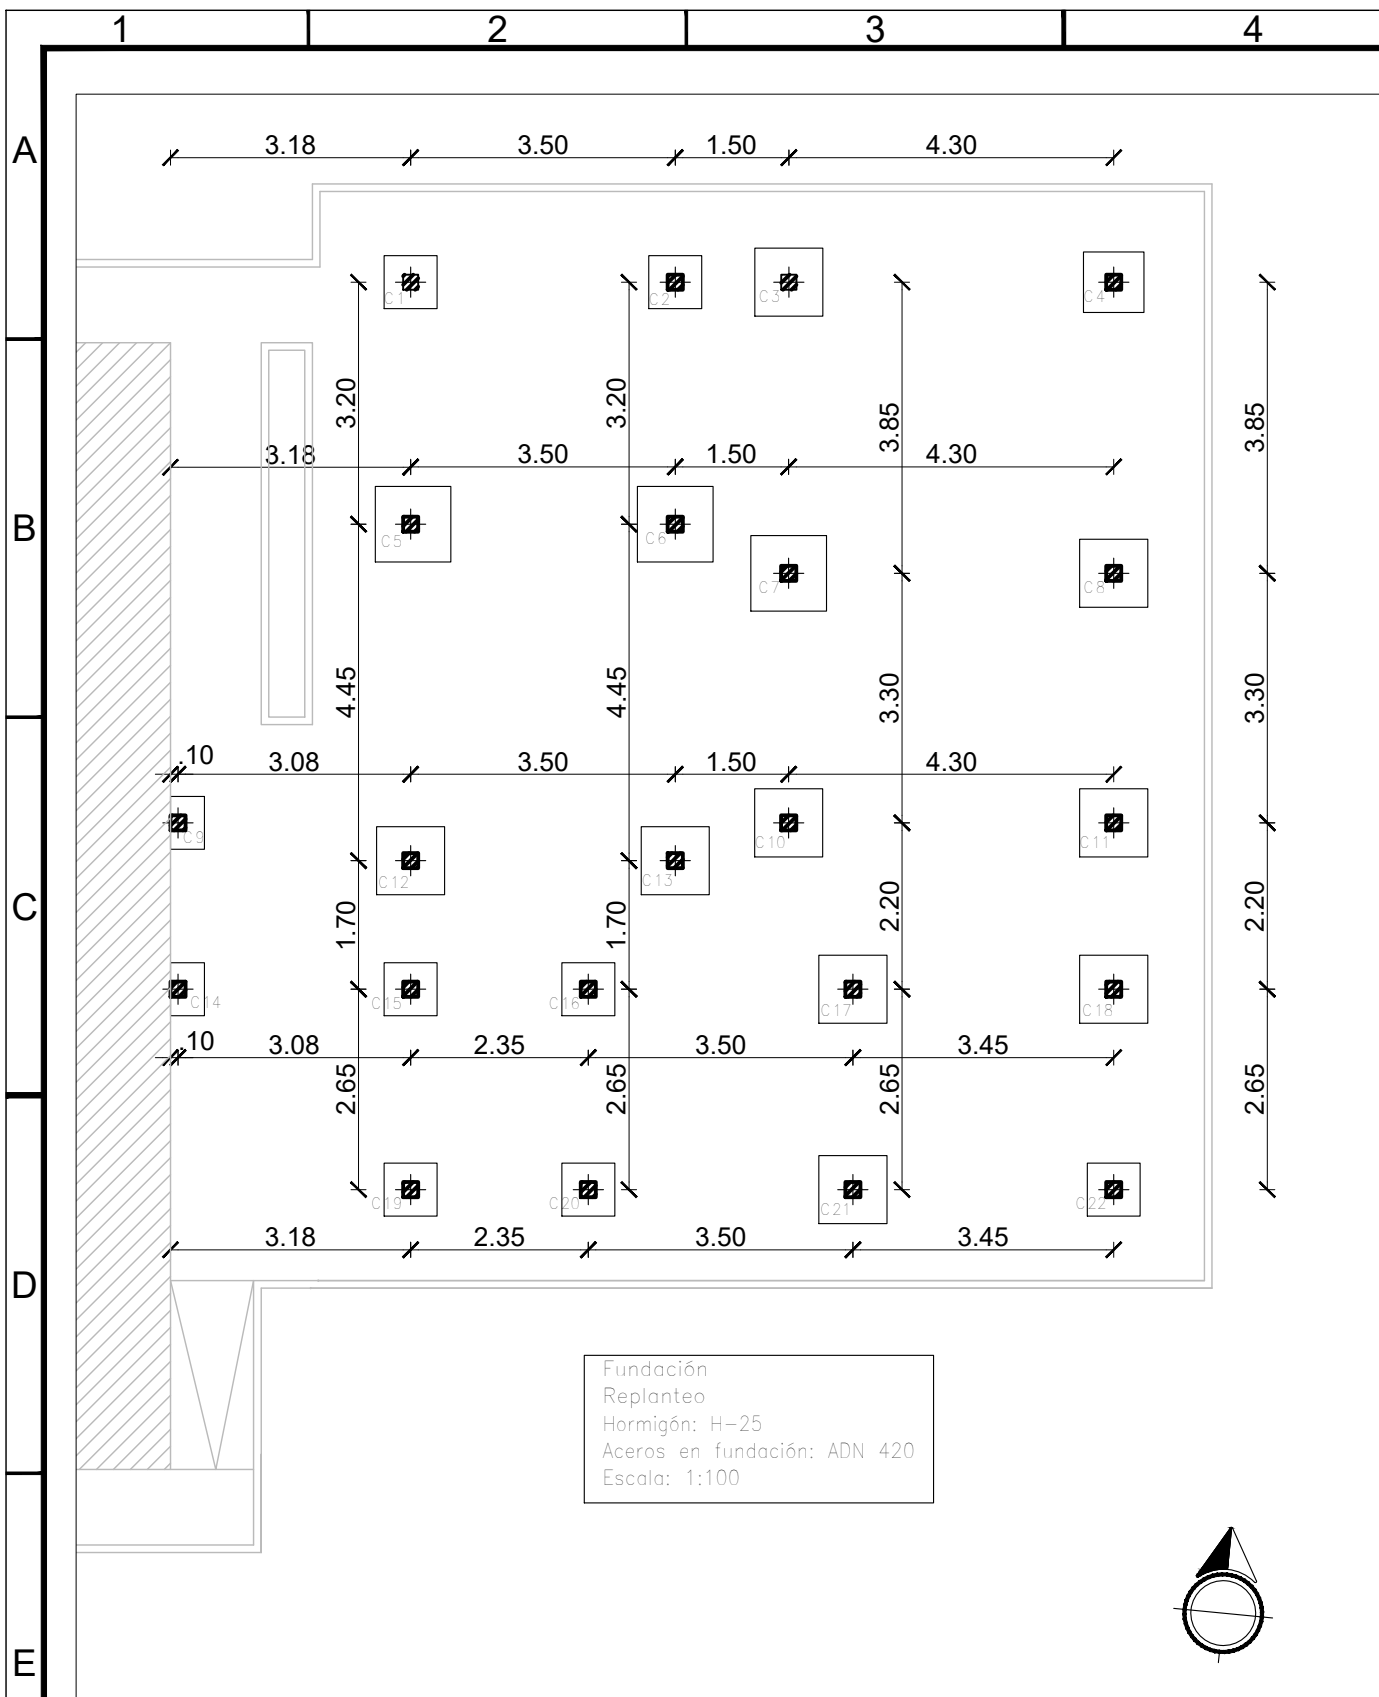 1 2 3 4
A
3.18 3.50 1.50 4.30
C1 C2 C3 C4
3.20 3.20 3.85 3.85
3.18 3.50 1.50 4.30
B
C5 C6
C7 C8
4.45 4.45 3.30 3.30
.10 3.08 3.50 1.50 4.30
C9 C10 C11
C12 C13
C
1.70 1.70 2.20 2.20
C14 C15 C16 C17 C18
.10 3.08 2.35 3.50 3.45
2.65 2.65 2.65 2.65
C19 C20 C21 C22
3.18 2.35 3.50 3.45
D
Fundación
Replanteo
Hormigón: H-25
Aceros en fundación: ADN 420
Escala: 1:100
E